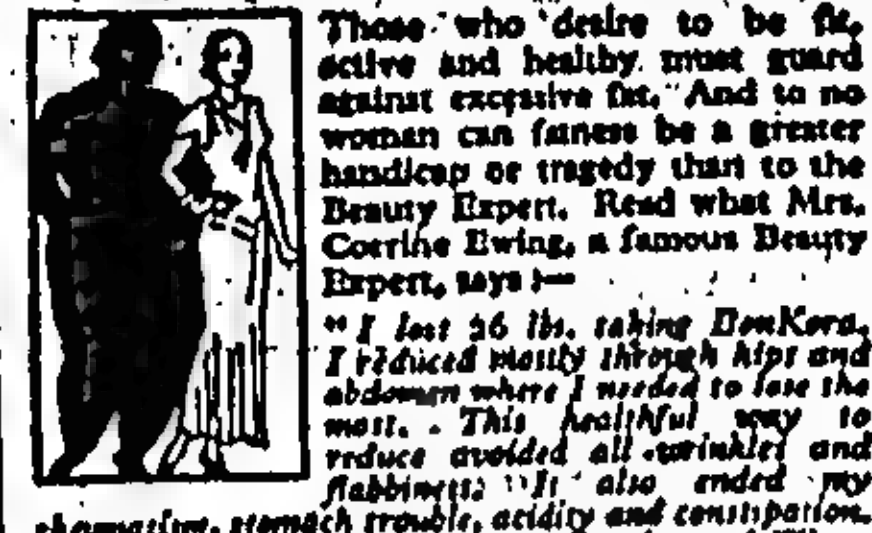 Those who desire to be fit,
active and healthy must guard
against excessive fat. And to no
woman can fatness be a greater
handicap or tragedy than to the
Beauty Expert. Read what Mrs.
Corrine Ewing, a famous Beauty
Expert, says :—
"I lost 36 lbs. taking BonKora.
I reduced mostly through hips and
abdomen where I needed to lose the
most. This healthful way to
reduce avoided all wrinkles and
flabbiness. It also ended my
rheumatism, stomach trouble, acidity and constipation.